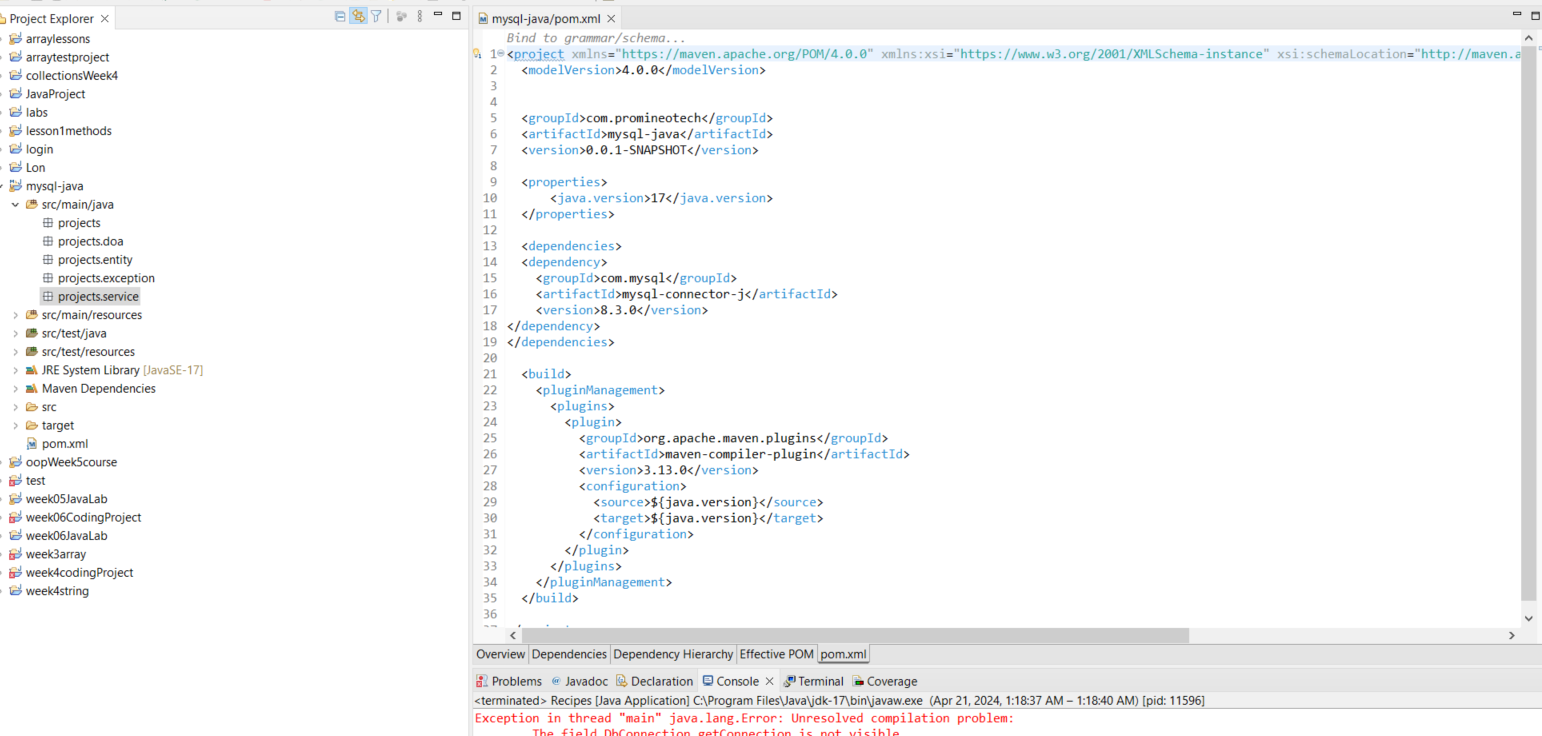 Project Explorer
arraylessons
arraytestproject
collectionsWeek4
JavaProject
labs
lesson1methods
login
Lon
mysql-java
src/main/java
projects
projects.doa
projects.entity
projects.exception
projects.service
src/main/resources
src/test/java
src/test/resources
JRE System Library [JavaSE-17]
Maven Dependencies
src
target
pom.xml
oopWeek5course
test
week05JavaLab
week06CodingProject
week06JavaLab
week3array
week4codingProject
week4string
mysql-java/pom.xml
Bind to grammar/schema...
1 <project xmlns="https://maven.apache.org/POM/4.0.0" xmlns:xsi="https://www.w3.org/2001/XMLSchema-instance" xsi:schemaLocation="http://maven.a
2 <modelVersion>4.0.0</modelVersion>
3
4
5 <groupId>com.promineotech</groupId>
6 <artifactId>mysql-java</artifactId>
7 <version>0.0.1-SNAPSHOT</version>
8
9 <properties>
10 <java.version>17</java.version>
11 </properties>
12
13 <dependencies>
14 <dependency>
15 <groupId>com.mysql</groupId>
16 <artifactId>mysql-connector-j</artifactId>
17 <version>8.3.0</version>
18 </dependency>
19 </dependencies>
20
21 <build>
22 <pluginManagement>
23 <plugins>
24 <plugin>
25 <groupId>org.apache.maven.plugins</groupId>
26 <artifactId>maven-compiler-plugin</artifactId>
27 <version>3.13.0</version>
28 <configuration>
29 <source>${java.version}</source>
30 <target>${java.version}</target>
31 </configuration>
32 </plugin>
33 </plugins>
34 </pluginManagement>
35 </build>
36
Overview Dependencies Dependency Hierarchy Effective POM pom.xml
Problems Javadoc Declaration Console Terminal Coverage
<terminated> Recipes [Java Application] C:\Program Files\Java\jdk-17\bin\javaw.exe (Apr 21, 2024, 1:18:37 AM – 1:18:40 AM) [pid: 11596]
Exception in thread "main" java.lang.Error: Unresolved compilation problem:
The field DbConnection.getConnection is not visible